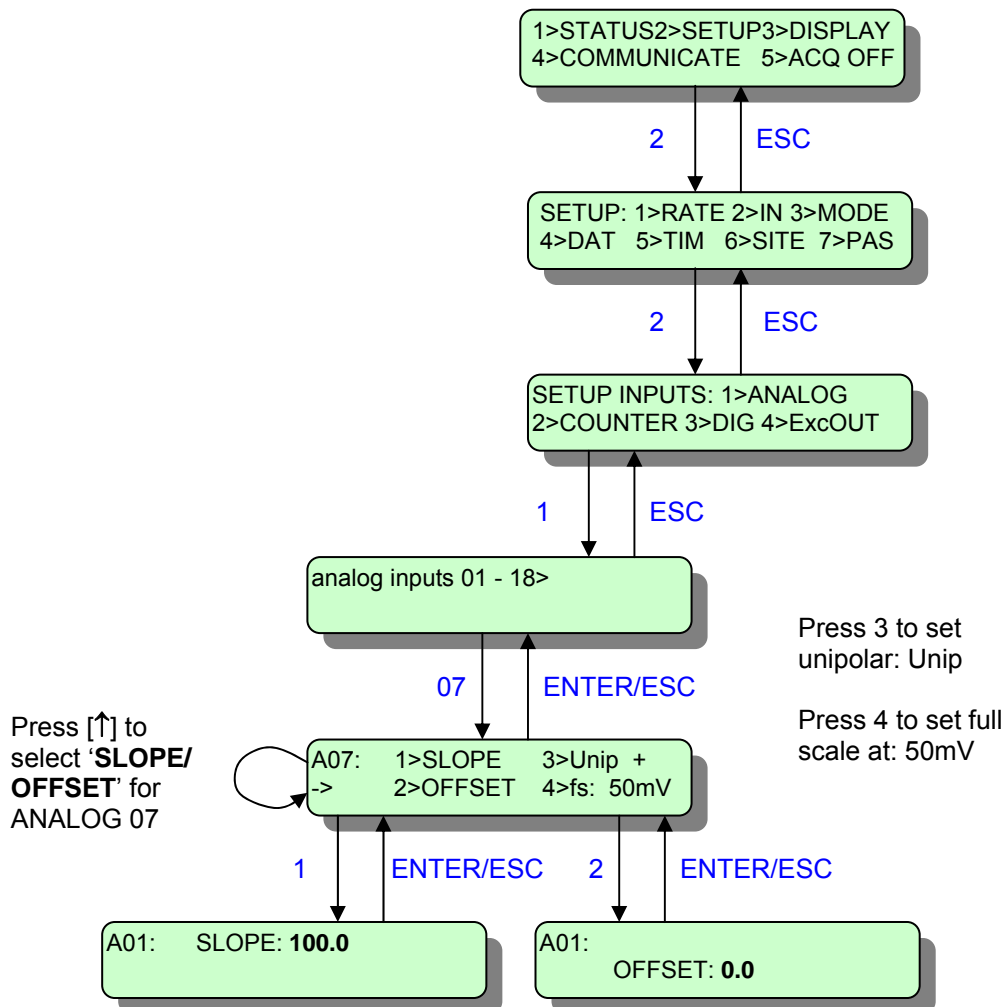 1>STATUS2>SETUP3>DISPLAY
4>COMMUNICATE 5>ACQ OFF
2
ESC
SETUP: 1>RATE 2>IN 3>MODE
4>DAT 5>TIM 6>SITE 7>PAS
2
ESC
SETUP INPUTS: 1>ANALOG
2>COUNTER 3>DIG 4>ExcOUT
1
ESC
analog inputs 01 - 18>
Press 3 to set
unipolar: Unip
Press 4 to set full
scale at: 50mV
07
ENTER/ESC
Press [↑] to
select ‘SLOPE/
OFFSET’ for
ANALOG 07
A07: 1>SLOPE 3>Unip +
-> 2>OFFSET 4>fs: 50mV
1
ENTER/ESC
2
ENTER/ESC
A01: SLOPE: 100.0
A01:
OFFSET: 0.0